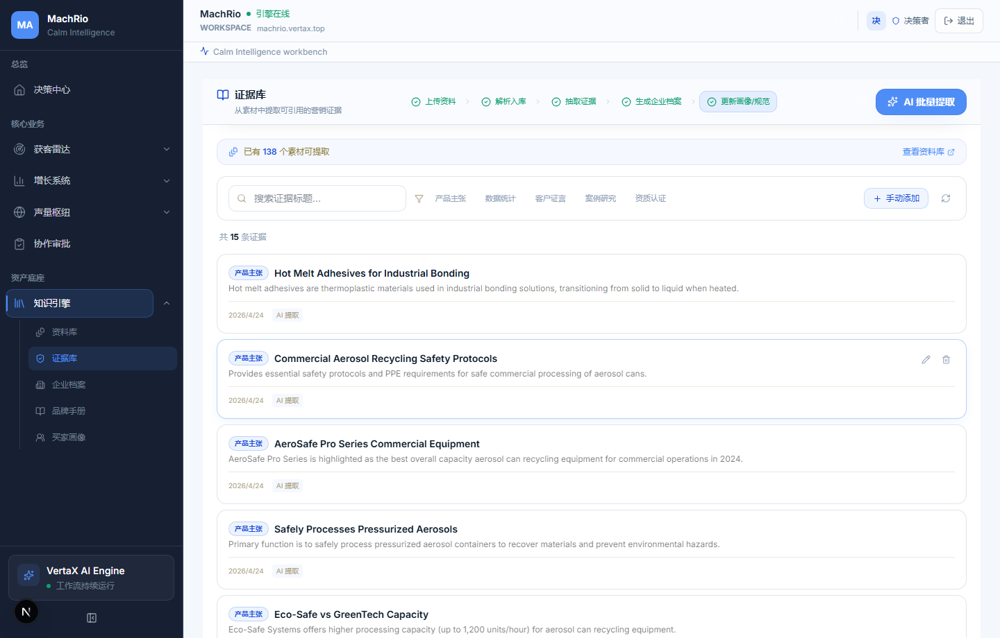 MA
MachRio
Calm Intelligence
总览
决策中心
核心业务
获客雷达
增长系统
声量枢纽
协作审批
资产底座
知识引擎
资料库
证据库
企业档案
品牌手册
买家画像
VertaX AI Engine
工作流持续运行
N
MachRio
引擎在线
WORKSPACE machrio.vertax.top
决
决策者
退出
Calm Intelligence workbench
证据库
从素材中提取可引用的营销证据
上传资料
解析入库
抽取证据
生成企业档案
更新画像/规范
AI 批量提取
已有 138 个素材可提取
查看资料库
搜索证据标题...
产品主张
数据统计
客户证言
案例研究
资质认证
手动添加
共 15 条证据
产品主张 Hot Melt Adhesives for Industrial Bonding
Hot melt adhesives are thermoplastic materials used in industrial bonding solutions, transitioning from solid to liquid when heated.
2026/4/24 AI 提取
产品主张 Commercial Aerosol Recycling Safety Protocols
Provides essential safety protocols and PPE requirements for safe commercial processing of aerosol cans.
2026/4/24 AI 提取
产品主张 AeroSafe Pro Series Commercial Equipment
AeroSafe Pro Series is highlighted as the best overall capacity aerosol can recycling equipment for commercial operations in 2024.
2026/4/24 AI 提取
产品主张 Safely Processes Pressurized Aerosols
Primary function is to safely process pressurized aerosol containers to recover materials and prevent environmental hazards.
2026/4/24 AI 提取
产品主张 Eco-Safe vs GreenTech Capacity
Eco-Safe Systems offers higher processing capacity (up to 1,200 units/hour) for aerosol can recycling equipment.